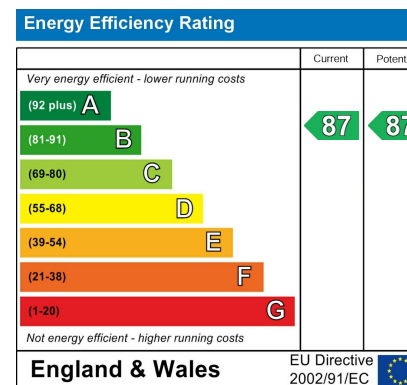 Energy Efficiency Rating
Current Potent
Very energy efficient - lower running costs
(92 plus) A
(81-91) B
87 87
(69-80) C
(55-68) D
(39-54) E
(21-38) F
(1-20) G
Not energy efficient - higher running costs
England & Wales
EU Directive
2002/91/EC